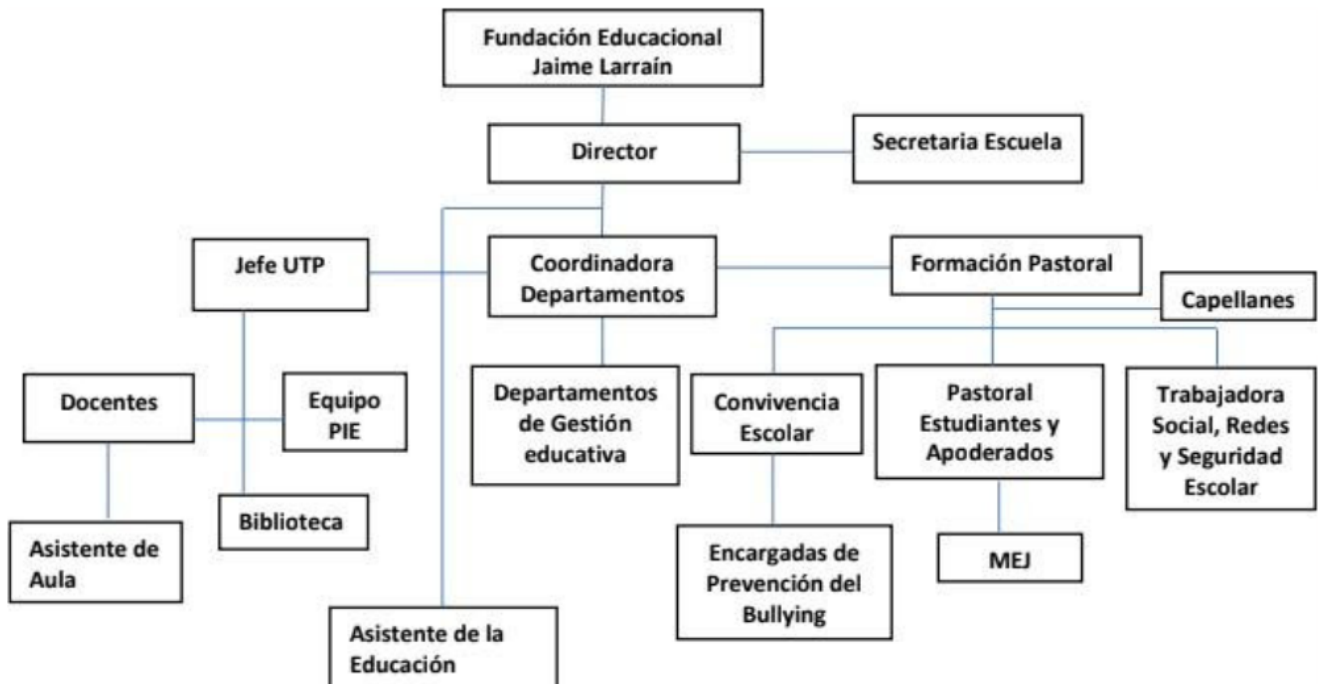 Fundación Educacional
Jaime Larraín
Director
Secretaria Escuela
Jefe UTP
Coordinadora
Departamentos
Formación Pastoral
Capellanes
Docentes
Equipo
PIE
Departamentos
de Gestión
educativa
Convivencia
Escolar
Pastoral
Estudiantes y
Apoderados
Trabajadora
Social, Redes
y Seguridad
Escolar
Asistente de
Aula
Biblioteca
Encargadas de
Prevención del
Bullying
MEJ
Asistente de la
Educación